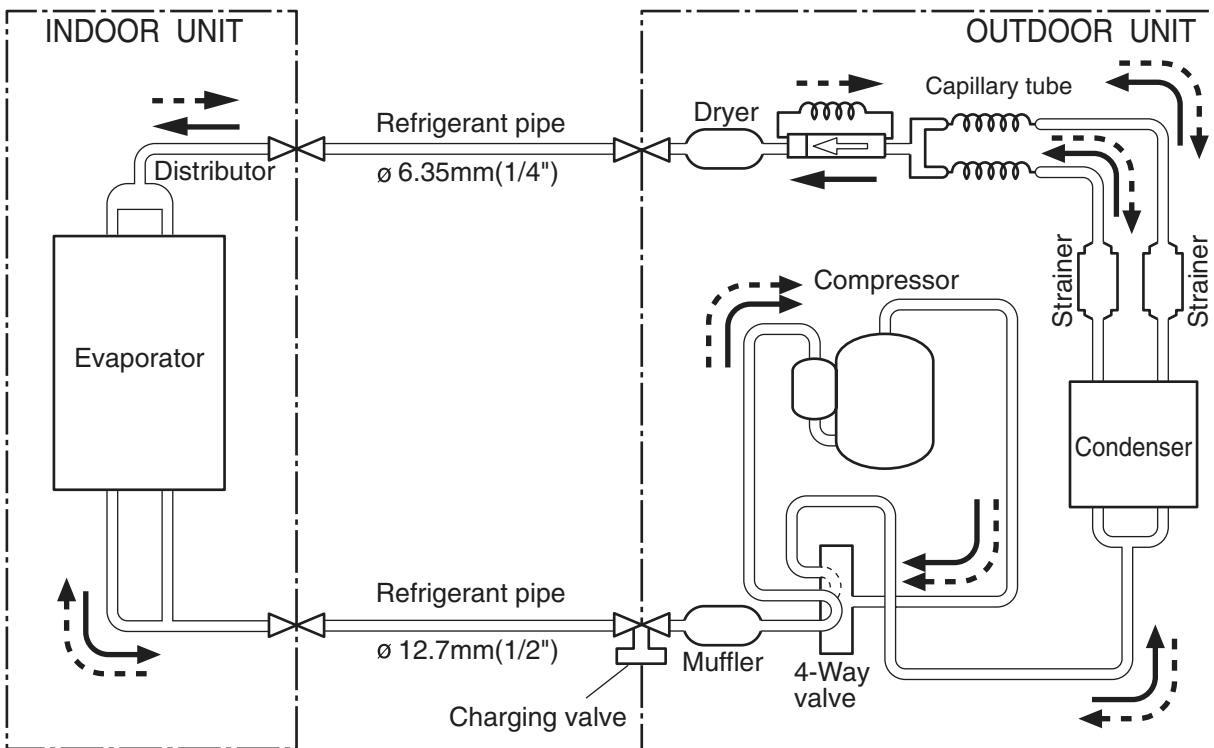 INDOOR UNIT
OUTDOOR UNIT
Capillary tube
Dryer
Refrigerant pipe
Distributor
ø 6.35mm(1/4")
Strainer
Strainer
Compressor
Evaporator
Condenser
Refrigerant pipe
ø 12.7mm(1/2")
Muffler
4-Way
valve
Charging valve